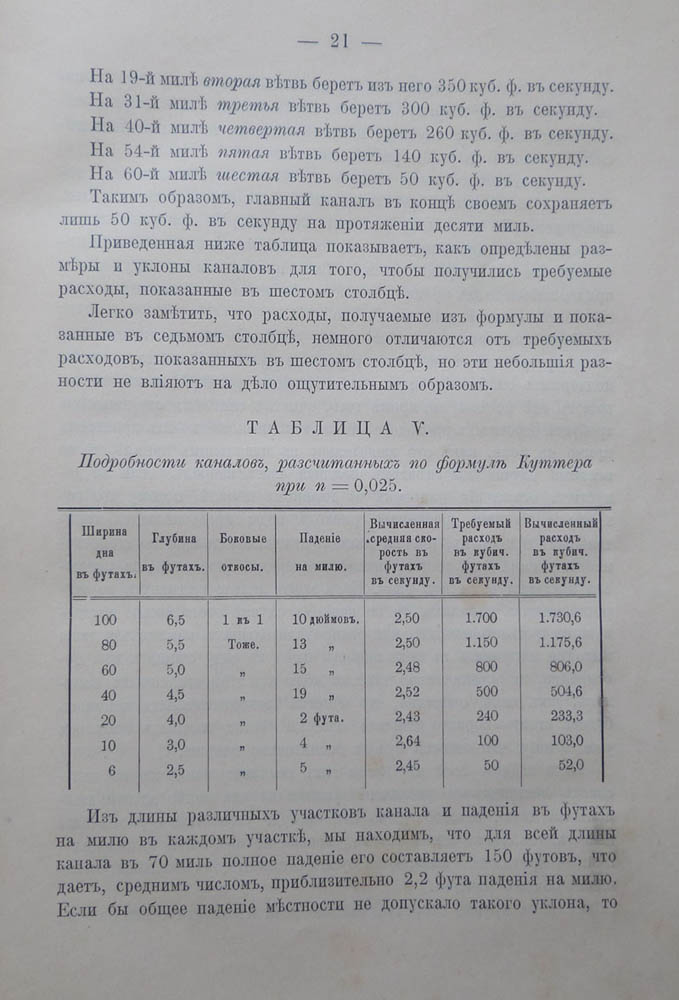 — 21 —
На 19-й милѣ вторая вѣтвь беретъ изъ него 350 куб. ф. въ секунду.
На 31-й милѣ третья вѣтвь беретъ 300 куб. ф. въ секунду.
На 40-й милѣ четвертая вѣтвь беретъ 260 куб. ф. въ секунду.
На 54-й милѣ пятая вѣтвь беретъ 140 куб. ф. въ секунду.
На 60-й милѣ шестая вѣтвь беретъ 50 куб. ф. въ секунду.
Такимъ образомъ, главный каналъ въ концѣ своемъ сохраняетъ
лишь 50 куб. ф. въ секунду на протяженіи десяти миль.
Приведенная ниже таблица показываетъ, какъ опредѣлены раз-
мѣры и уклоны каналовъ для того, чтобы получились требуемые
расходы, показанные въ шестомъ столбцѣ.
Легко замѣтить, что расходы, получаемые изъ формулы и пока-
занные въ седьмомъ столбцѣ, немного отличаются отъ требуемыхъ
расходовъ, показанныхъ въ шестомъ столбцѣ, но эти небольшія раз-
ности не вліяютъ на дѣло ощутительнымъ образомъ.
ТАБЛИЦА V.
Подробности каналовъ, разсчитанныхъ по формулѣ Куттера
при n = 0,025.
Ширина дна въ футахъ. Глубина въ футахъ. Боковые откосы. Паденіе на милю. Вычисленная средняя ско-рость въ футахъ въ секунду. Требуемый расходъ въ кубич. футахъ въ секунду. Вычисленный расходъ въ кубич. футахъ въ секунду.
100 6,5 1 къ 1 10 дюймовъ. 2,50 1.700 1.730,6
80 5,5 Тоже. 13 „ 2,50 1.150 1.175,6
60 5,0 „ 15 „ 2,48 800 806,0
40 4,5 „ 19 „ 2,52 500 504,6
20 4,0 „ 2 фута. 2,43 240 233,3
10 3,0 „ 4 „ 2,64 100 103,0
6 2,5 „ 5 „ 2,45 50 52,0
Изъ длины различныхъ участковъ канала и паденія въ футахъ
на милю въ каждомъ участкѣ, мы находимъ, что для всей длины
канала въ 70 миль полное паденіе его составляетъ 150 футовъ, что
даетъ, среднимъ числомъ, приблизительно 2,2 фута паденія на милю.
Если бы общее паденіе мѣстности не допускало такого уклона, то